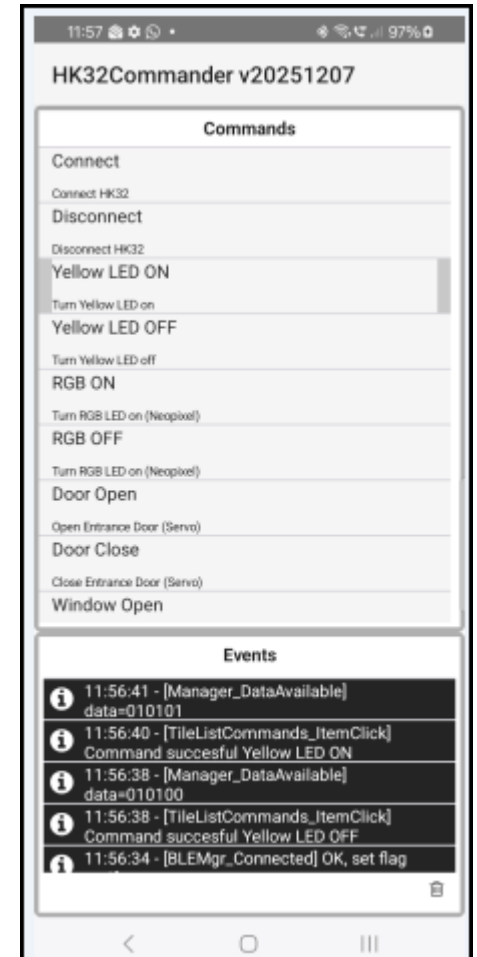 11:57
97%
HK32Commander v20251207
Commands
Connect
Connect HK32
Disconnect
Disconnect HK32
Yellow LED ON
Turn Yellow LED on
Yellow LED OFF
Turn Yellow LED off
RGB ON
Turn RGB LED on (Neopixel)
RGB OFF
Turn RGB LED on (Neopixel)
Door Open
Open Entrance Door (Servo)
Door Close
Close Entrance Door (Servo)
Window Open
Events
11:56:41 - [Manager_DataAvailable]
data=010101
11:56:40 - [TileListCommands_ItemClick]
Command succesful Yellow LED ON
11:56:38 - [Manager_DataAvailable]
data=010100
11:56:38 - [TileListCommands_ItemClick]
Command succesful Yellow LED OFF
11:56:34 - [BLEMgr_Connected] OK, set flag